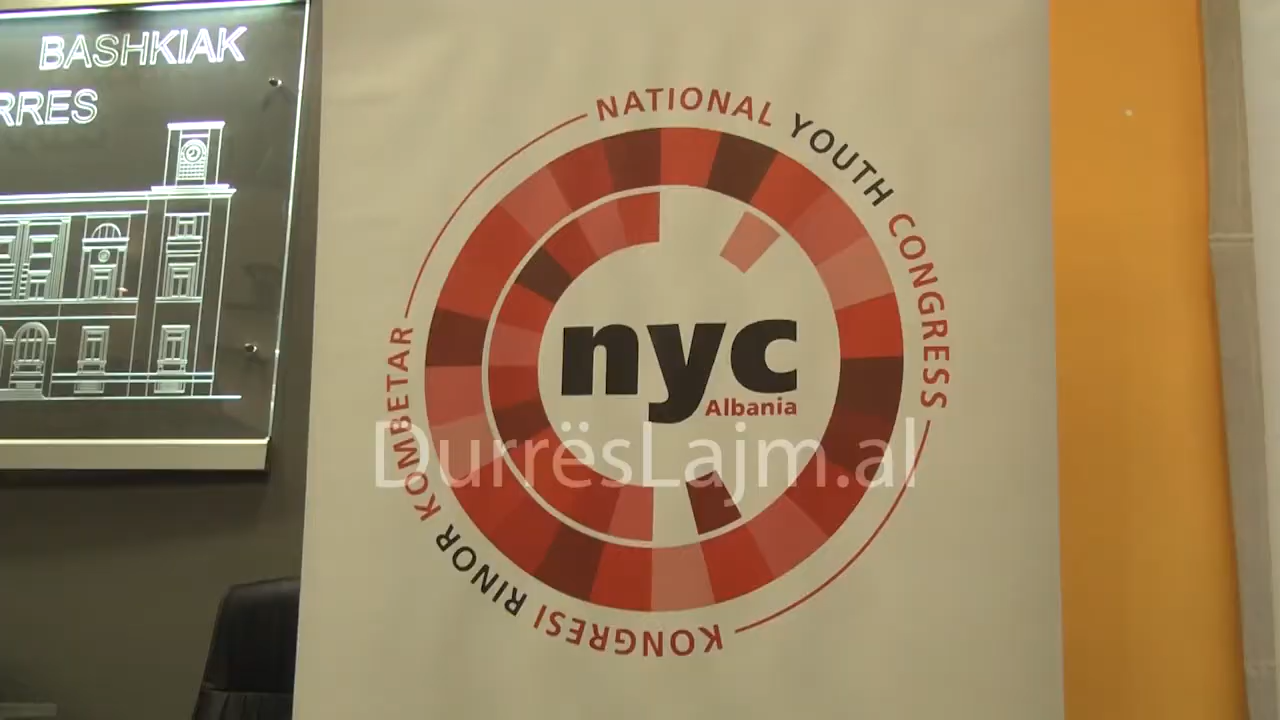 BASHKIAK
RRES
NATIONAL YOUTH CONGRESS
nyc
Albania
KONGRESI RINOR KOMBETAR
DurrësLajm.al